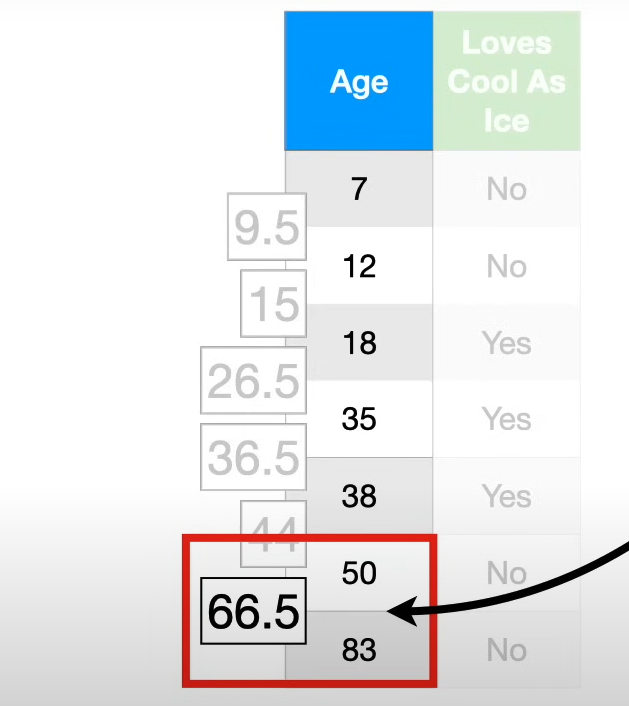 Age
Loves
Cool As
Ice
7
No
9.5
12
No
15
18
Yes
26.5
35
Yes
36.5
38
Yes
44
50
No
66.5
83
No